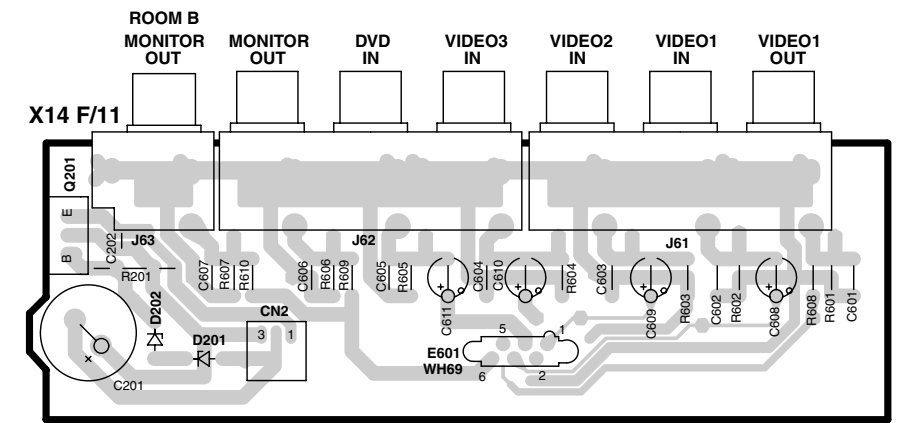 ROOM B
MONITOR
OUT
MONITOR
OUT
DVD
IN
VIDEO3
IN
VIDEO2
IN
VIDEO1
IN
VIDEO1
OUT
X14 F/11
Q201
E
B
C202
J63
J62
J61
R201
C607
R607
R610
C606
R606
R609
C605
R605
+
C611
C604
C610
+
R604
C603
+
C609
R603
C602
R602
+
C608
R608
R601
C601
D202
CN2
3 1
D201
×
C201
5 1
E601
WH69
6 2